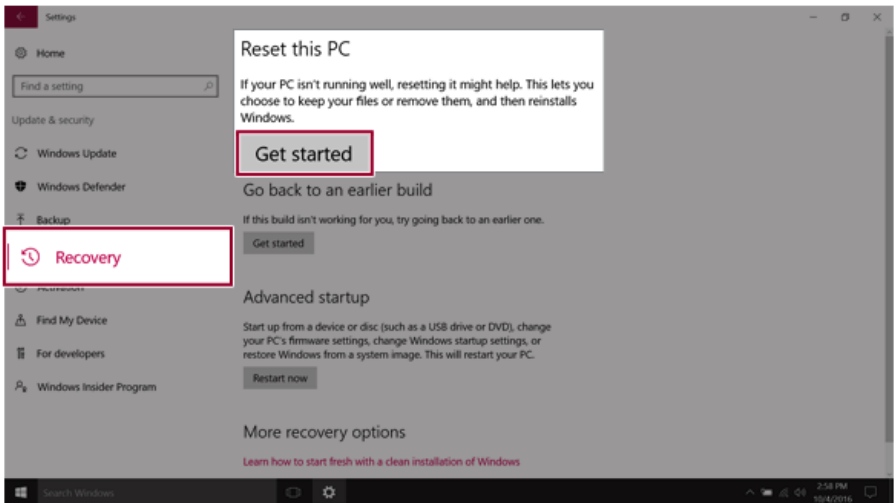 Settings
Home
Find a setting
Update & security
Windows Update
Windows Defender
Backup
Recovery
Activation
Find My Device
For developers
Windows Insider Program
Reset this PC
If your PC isn't running well, resetting it might help. This lets you
choose to keep your files or remove them, and then reinstalls
Windows.
Get started
Go back to an earlier build
If this build isn't working for you, try going back to an earlier one.
Get started
Advanced startup
Start up from a device or disc (such as a USB drive or DVD), change
your PC's firmware settings, change Windows startup settings, or
restore Windows from a system image. This will restart your PC.
Restart now
More recovery options
Learn how to start fresh with a clean installation of Windows
Search Windows
2:58 PM
10/4/2016